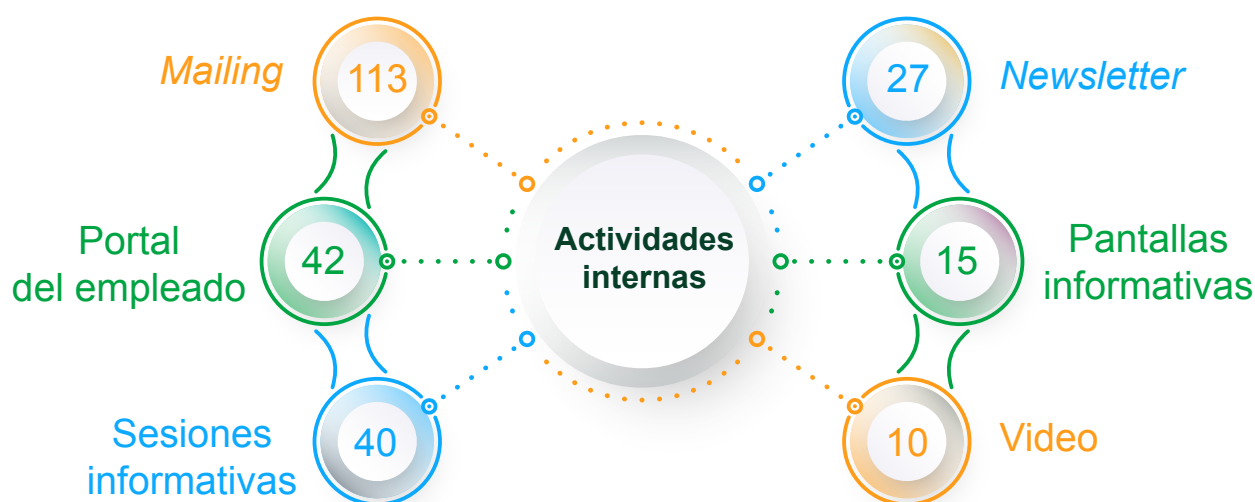 Mailing
113
Portal
del empleado
42
Sesiones
informativas
40
Actividades
internas
27
Newsletter
15
Pantallas
informativas
10
Video